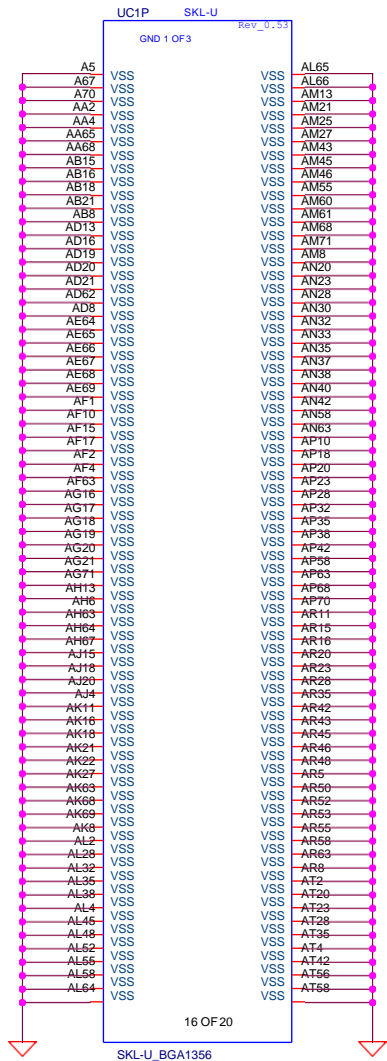 UC1P SKL-U
Rev_0.53
GND 1 OF3
A5 VSS VSS AL65
A67 VSS VSS AL66
A70 VSS VSS AM13
AA2 VSS VSS AM21
AA4 VSS VSS AM25
AA65 VSS VSS AM27
AA68 VSS VSS AM43
AB15 VSS VSS AM45
AB16 VSS VSS AM46
AB18 VSS VSS AM55
AB21 VSS VSS AM60
AB8 VSS VSS AM61
AD13 VSS VSS AM68
AD16 VSS VSS AM71
AD19 VSS VSS AM8
AD20 VSS VSS AN20
AD21 VSS VSS AN23
AD62 VSS VSS AN28
AD8 VSS VSS AN30
AE64 VSS VSS AN32
AE65 VSS VSS AN33
AE66 VSS VSS AN35
AE67 VSS VSS AN37
AE68 VSS VSS AN38
AE69 VSS VSS AN40
AF1 VSS VSS AN42
AF10 VSS VSS AN58
AF15 VSS VSS AN63
AF17 VSS VSS AP10
AF2 VSS VSS AP18
AF4 VSS VSS AP20
AF63 VSS VSS AP23
AG16 VSS VSS AP28
AG17 VSS VSS AP32
AG18 VSS VSS AP35
AG19 VSS VSS AP38
AG20 VSS VSS AP42
AG21 VSS VSS AP58
AG71 VSS VSS AP63
AH13 VSS VSS AP68
AH6 VSS VSS AP70
AH63 VSS VSS AR11
AH64 VSS VSS AR15
AH67 VSS VSS AR16
AJ15 VSS VSS AR20
AJ18 VSS VSS AR23
AJ20 VSS VSS AR28
AJ4 VSS VSS AR35
AK11 VSS VSS AR42
AK16 VSS VSS AR43
AK18 VSS VSS AR45
AK21 VSS VSS AR46
AK22 VSS VSS AR48
AK27 VSS VSS AR5
AK63 VSS VSS AR50
AK68 VSS VSS AR52
AK69 VSS VSS AR53
AK8 VSS VSS AR55
AL2 VSS VSS AR58
AL28 VSS VSS AR63
AL32 VSS VSS AR8
AL35 VSS VSS AT2
AL38 VSS VSS AT20
AL4 VSS VSS AT23
AL45 VSS VSS AT28
AL48 VSS VSS AT35
AL52 VSS VSS AT4
AL55 VSS VSS AT42
AL58 VSS VSS AT56
AL64 VSS VSS AT58
16 OF20
SKL-U_BGA1356